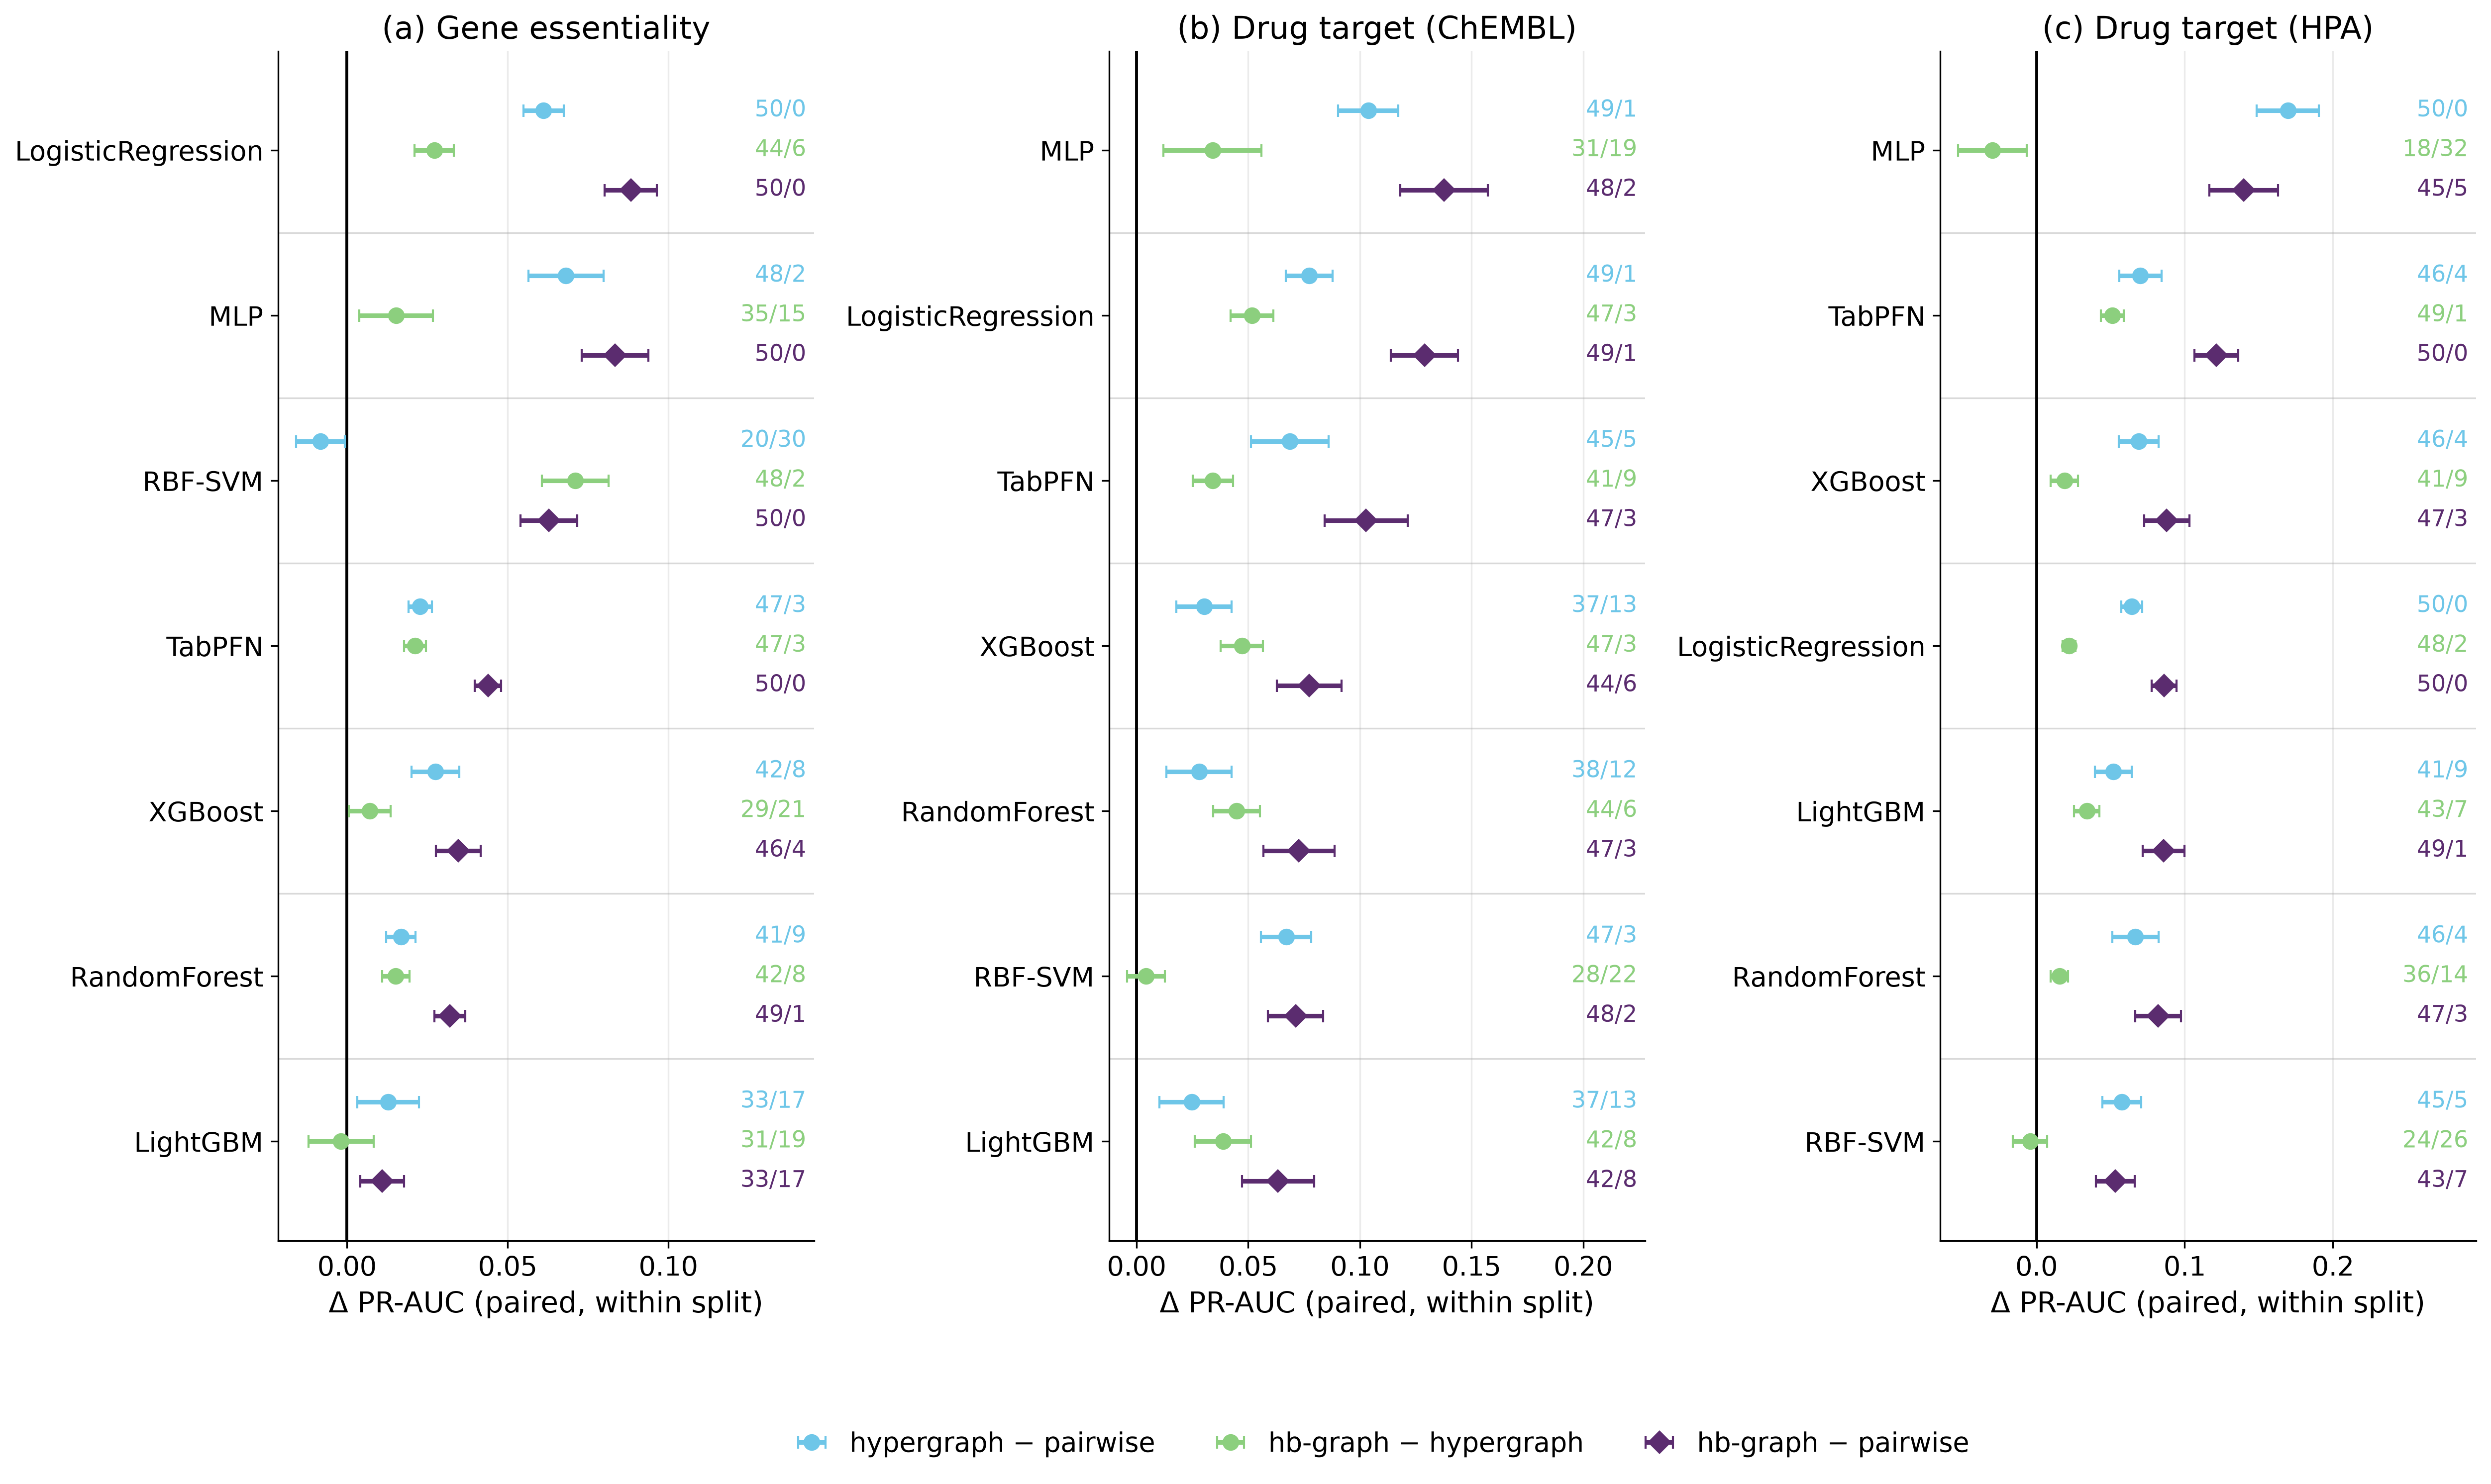 (a) Gene essentiality
LogisticRegression
50/0
44/6
50/0
MLP
48/2
35/15
50/0
RBF-SVM
20/30
48/2
50/0
TabPFN
47/3
47/3
50/0
XGBoost
42/8
29/21
46/4
RandomForest
41/9
42/8
49/1
LightGBM
33/17
31/19
33/17
0.00 0.05 0.10
Δ PR-AUC (paired, within split)
(b) Drug target (ChEMBL)
MLP
49/1
31/19
48/2
LogisticRegression
49/1
47/3
49/1
TabPFN
45/5
41/9
47/3
XGBoost
37/13
47/3
44/6
RandomForest
38/12
44/6
47/3
RBF-SVM
47/3
28/22
48/2
LightGBM
37/13
42/8
42/8
0.00 0.05 0.10 0.15 0.20
Δ PR-AUC (paired, within split)
(c) Drug target (HPA)
MLP
50/0
18/32
45/5
TabPFN
46/4
49/1
50/0
XGBoost
46/4
41/9
47/3
LogisticRegression
50/0
48/2
50/0
LightGBM
41/9
43/7
49/1
RandomForest
46/4
36/14
47/3
RBF-SVM
45/5
24/26
43/7
0.0 0.1 0.2
Δ PR-AUC (paired, within split)
hypergraph − pairwise hb-graph − hypergraph hb-graph − pairwise